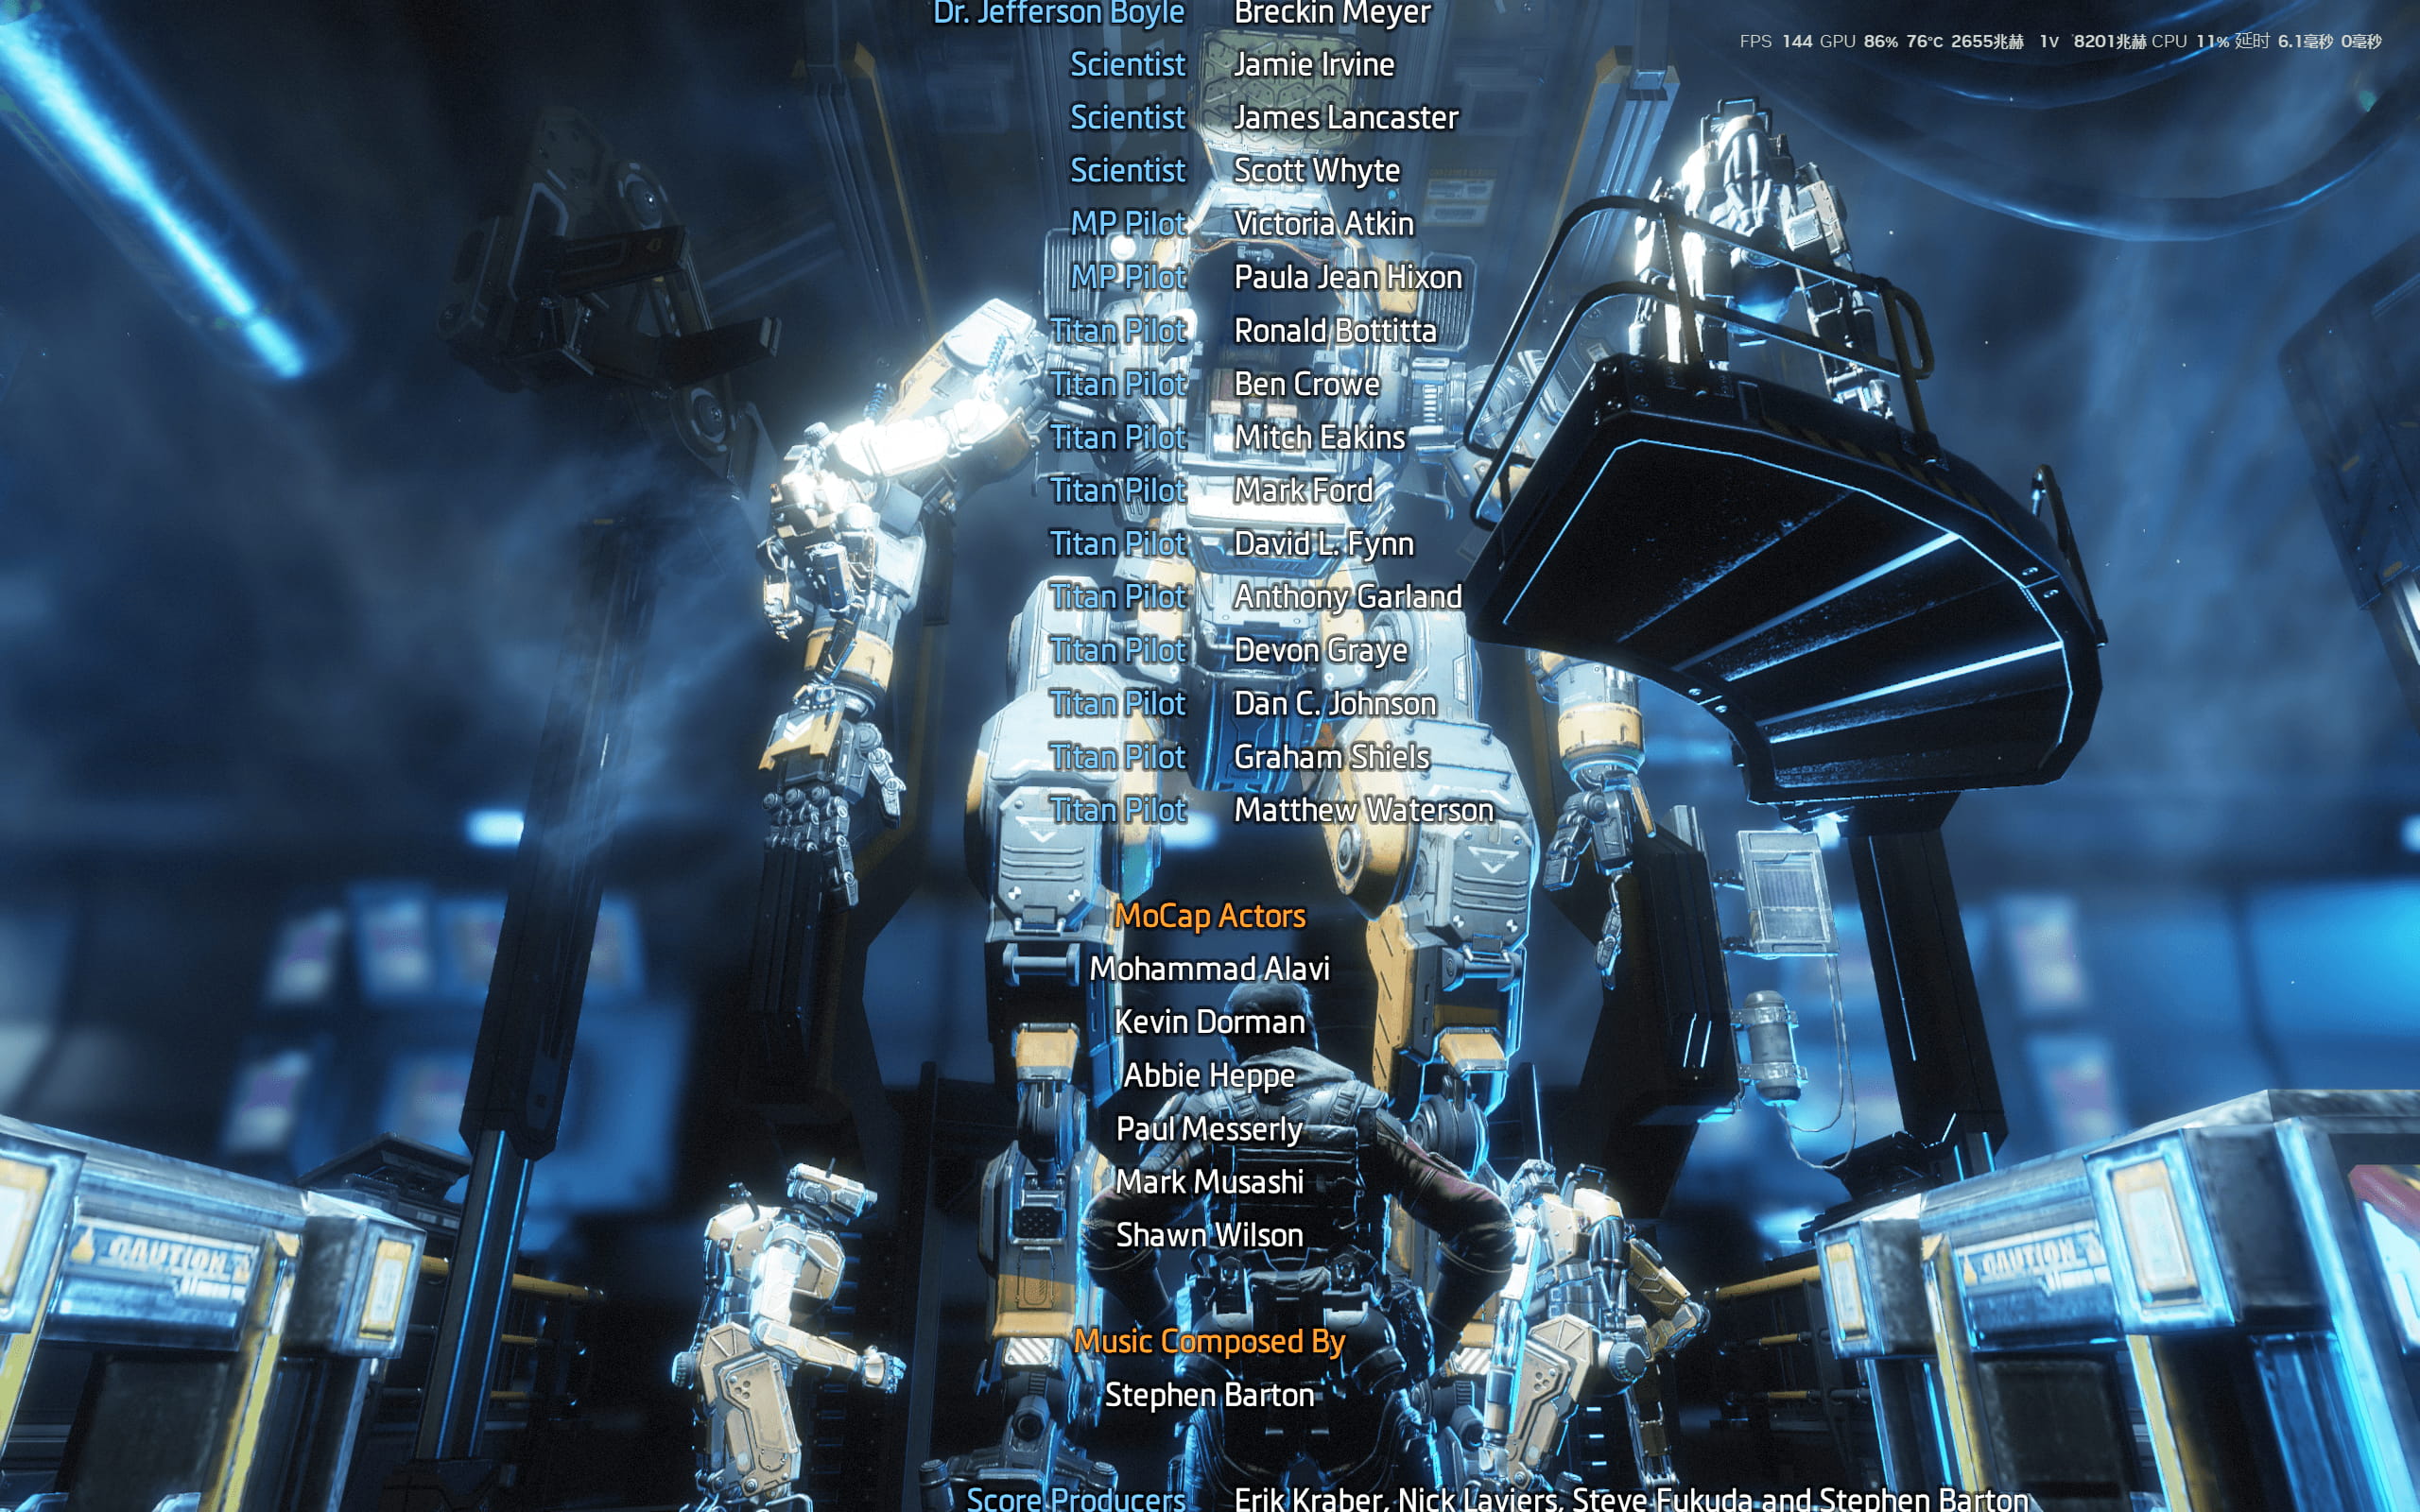 Dr. Jefferson Boyle Breckin Meyer
FPS 144 GPU 86% 76°C 2655兆赫 1V 8201兆赫 CPU 11% 延时 6.1毫秒 0毫秒
Scientist Jamie Irvine
Scientist James Lancaster
Scientist Scott Whyte
MP Pilot Victoria Atkin
MP Pilot Paula Jean Hixon
Titan Pilot Ronald Bottitta
Titan Pilot Ben Crowe
Titan Pilot Mitch Eakins
Titan Pilot Mark Ford
Titan Pilot David L. Fynn
Titan Pilot Anthony Garland
Titan Pilot Devon Graye
Titan Pilot Dan C. Johnson
Titan Pilot Graham Shiels
Titan Pilot Matthew Waterson
MoCap Actors
Mohammad Alavi
Kevin Dorman
Abbie Heppe
Paul Messerly
Mark Musashi
Shawn Wilson
CAUTION
CAUTION
Music Composed By
Stephen Barton
Score Producers Erik Kraber, Nick Laviers, Steve Fukuda and Stephen Barton